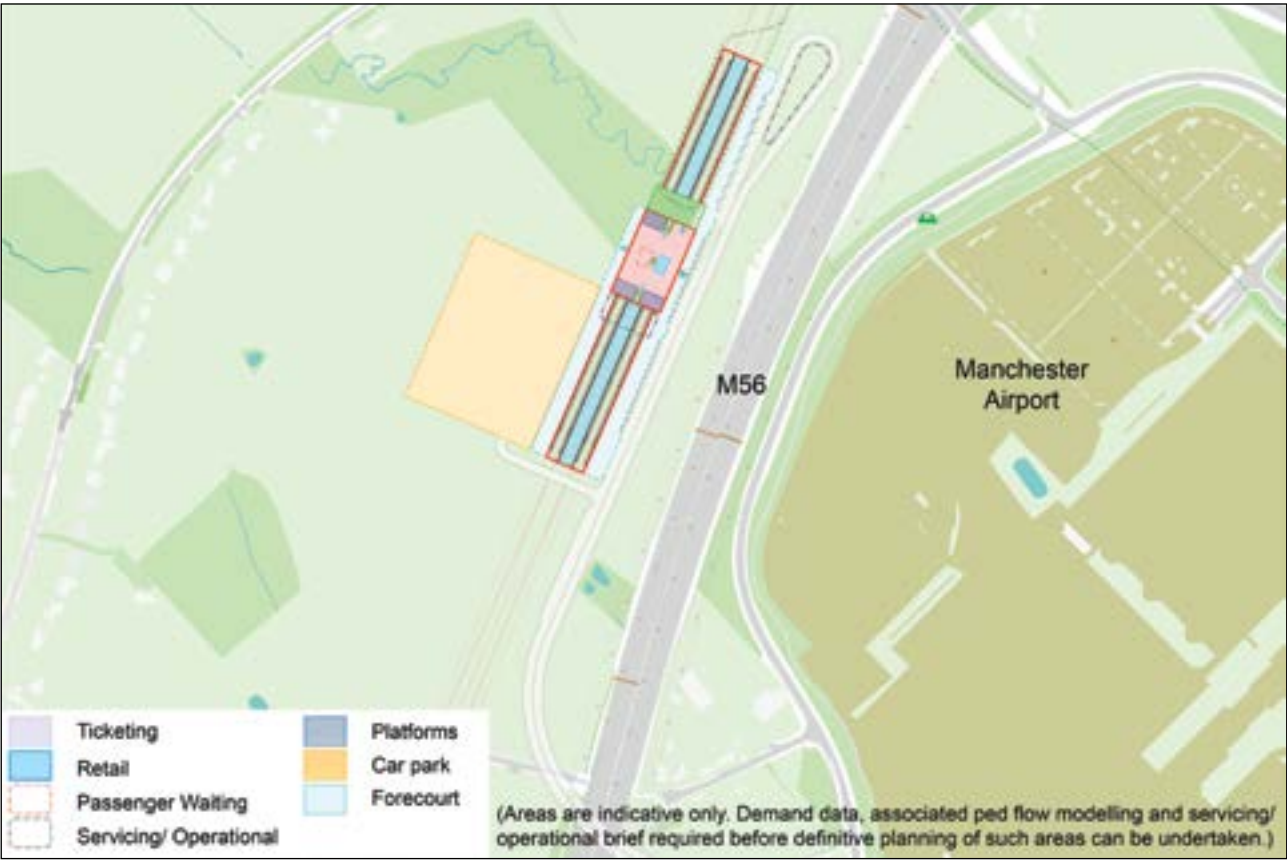 M56
Manchester
Airport
Ticketing
Retail
Passenger Waiting
Servicing/ Operational
Platforms
Car park
Forecourt
(Areas are indicative only. Demand data, associated ped flow modelling and servicing/
operational brief required before definitive planning of such areas can be undertaken.)